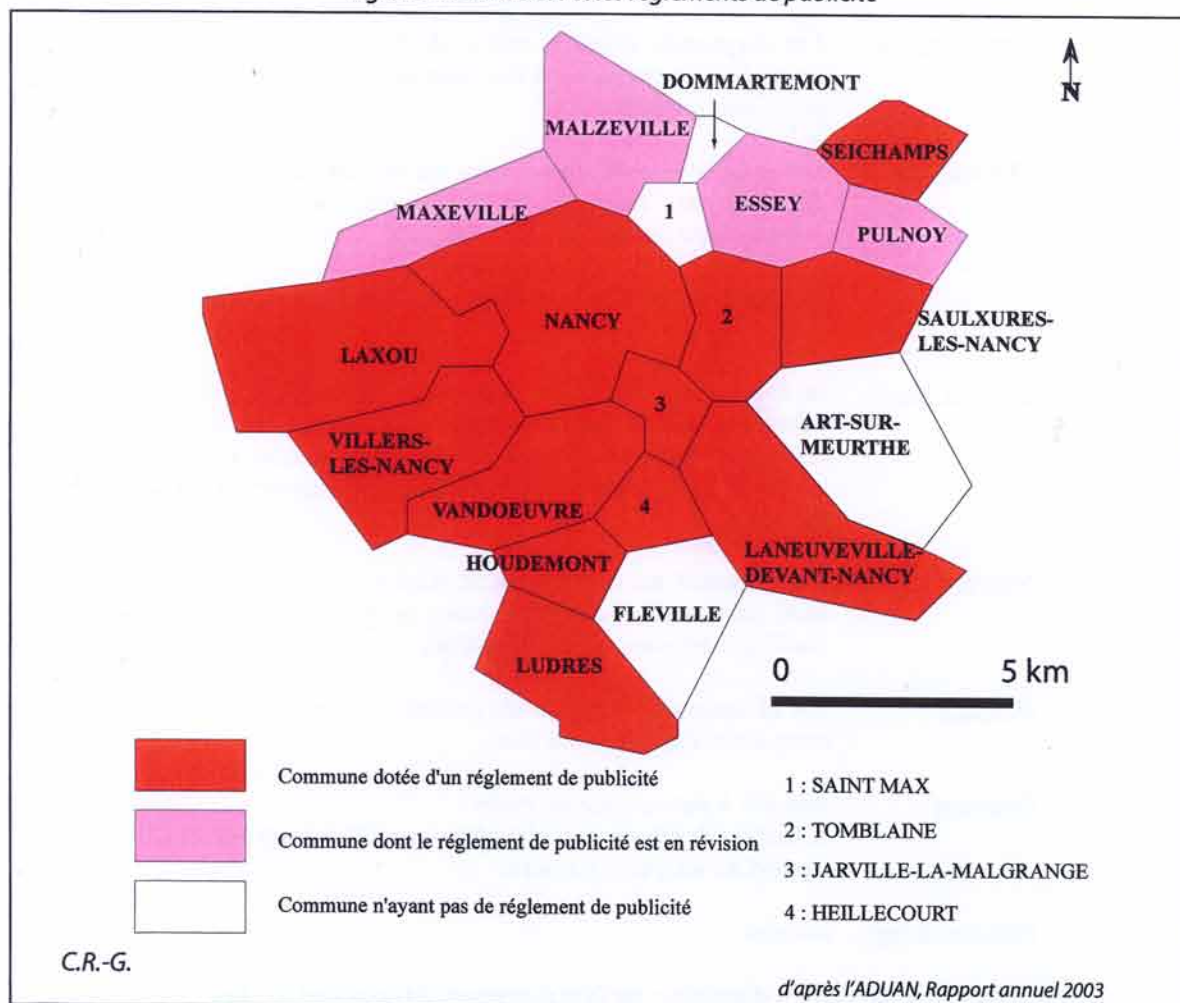 règlements de publicité
N
DOMMARTEMONT
MALZEVILLE
SEICHAMPS
MAXEVILLE
1
ESSEY
PULNOY
NANCY
2
SAULXURES-
LES-NANCY
LAXOU
3
ART-SUR-
MEURTHE
VILLERS-
LES-NANCY
VANDOEUVRE
4
HOUDEMONT
LANEUVEVILLE-
DEVANT-NANCY
FLEVILLE
LUDRES
0 5 km
Commune dotée d'un réglement de publicité
Commune dont le réglement de publicité est en révision
Commune n'ayant pas de réglement de publicité
1 : SAINT MAX
2 : TOMBLAINE
3 : JARVILLE-LA-MALGRANGE
4 : HEILLECOURT
C.R.-G.
d'après l'ADUAN, Rapport annuel 2003